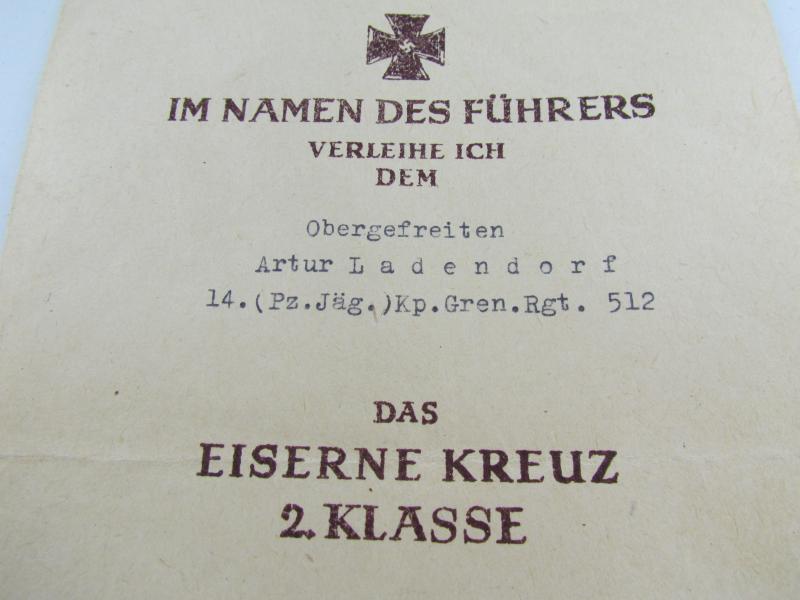 IM NAMEN DES FÜHRERS
VERLEIHE ICH
DEM
Obergefreiten
Artur L a d e n d o r f
14.(Pz.Jäg.)Kp.Gren.Rgt. 512
DAS
EISERNE KREUZ
2. KLASSE